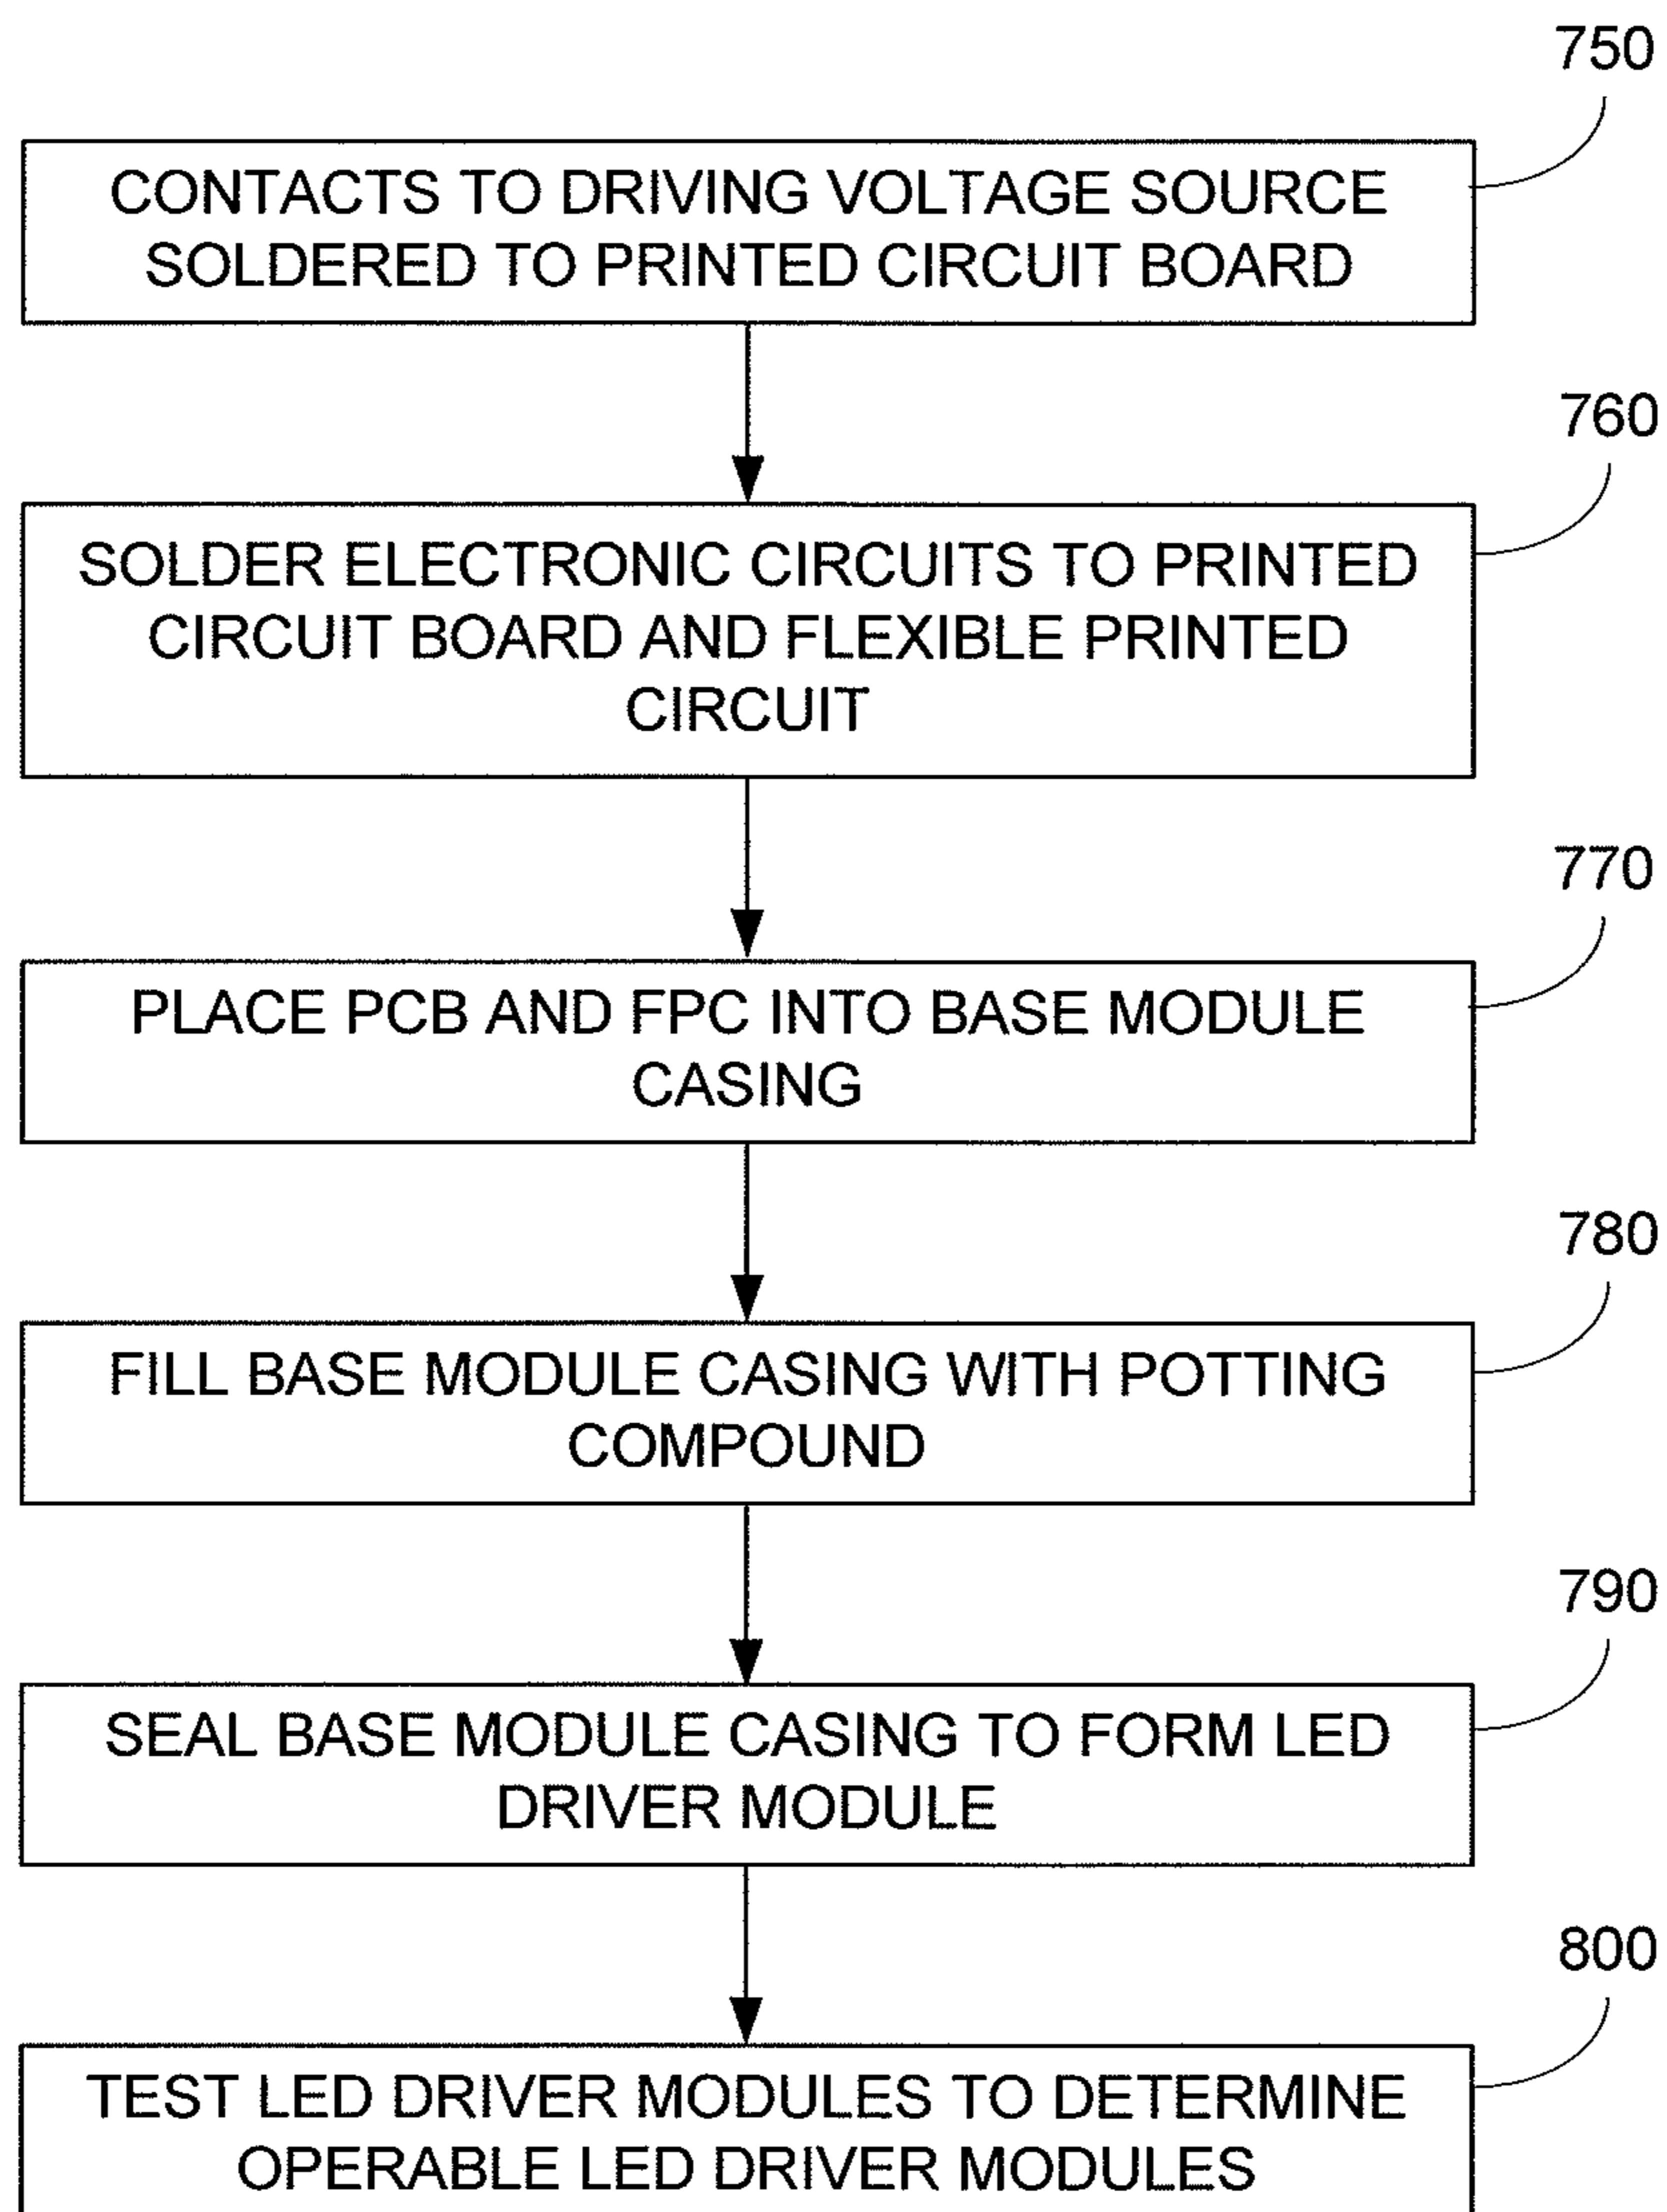 750
CONTACTS TO DRIVING VOLTAGE SOURCE
SOLDERED TO PRINTED CIRCUIT BOARD
760
SOLDER ELECTRONIC CIRCUITS TO PRINTED
CIRCUIT BOARD AND FLEXIBLE PRINTED
CIRCUIT
770
PLACE PCB AND FPC INTO BASE MODULE
CASING
780
FILL BASE MODULE CASING WITH POTTING
COMPOUND
790
SEAL BASE MODULE CASING TO FORM LED
DRIVER MODULE
800
TEST LED DRIVER MODULES TO DETERMINE
OPERABLE LED DRIVER MODULES